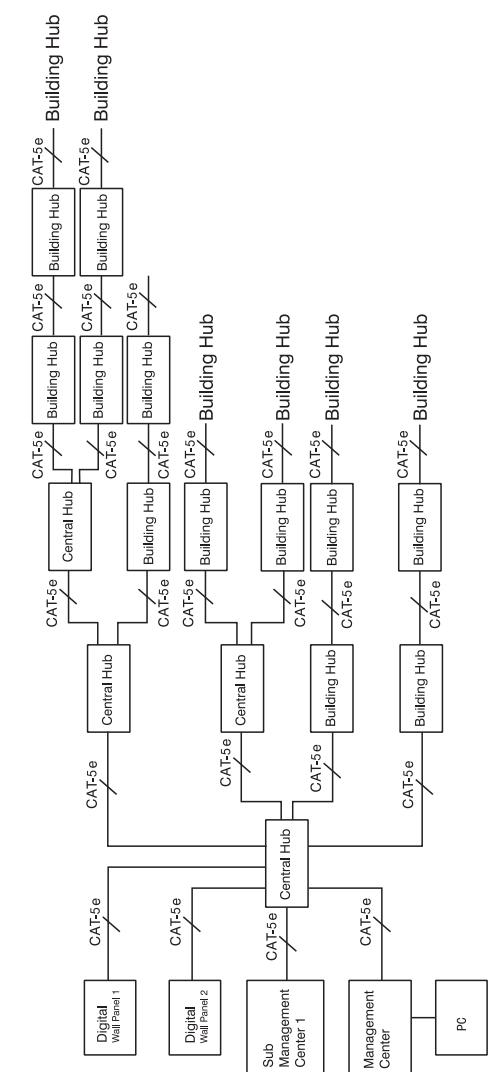 CAT-5e
CAT-5e
CAT-5e
Building Hub
Building Hub
Building Hub
CAT-5e
Central Hub
CAT-5e
CAT-5e
CAT-5e
CAT-5e
Building Hub
Building Hub
Building Hub
CAT-5e
Digital
Wall Panel 1
Central Hub
CAT-5e
Building Hub
Building Hub
CAT-5e
CAT-5e
CAT-5e
CAT-5e
CAT-5e
Digital
Wall Panel 2
Building Hub
Building Hub
CAT-5e
Central Hub
CAT-5e
CAT-5e
CAT-5e
Sub
Management
Center 1
Central Hub
Building Hub
Building Hub
CAT-5e
CAT-5e
CAT-5e
Building Hub
Building Hub
Building Hub
CAT-5e
Management
Center
CAT-5e
CAT-5e
CAT-5e
Building Hub
Building Hub
Building Hub
PC